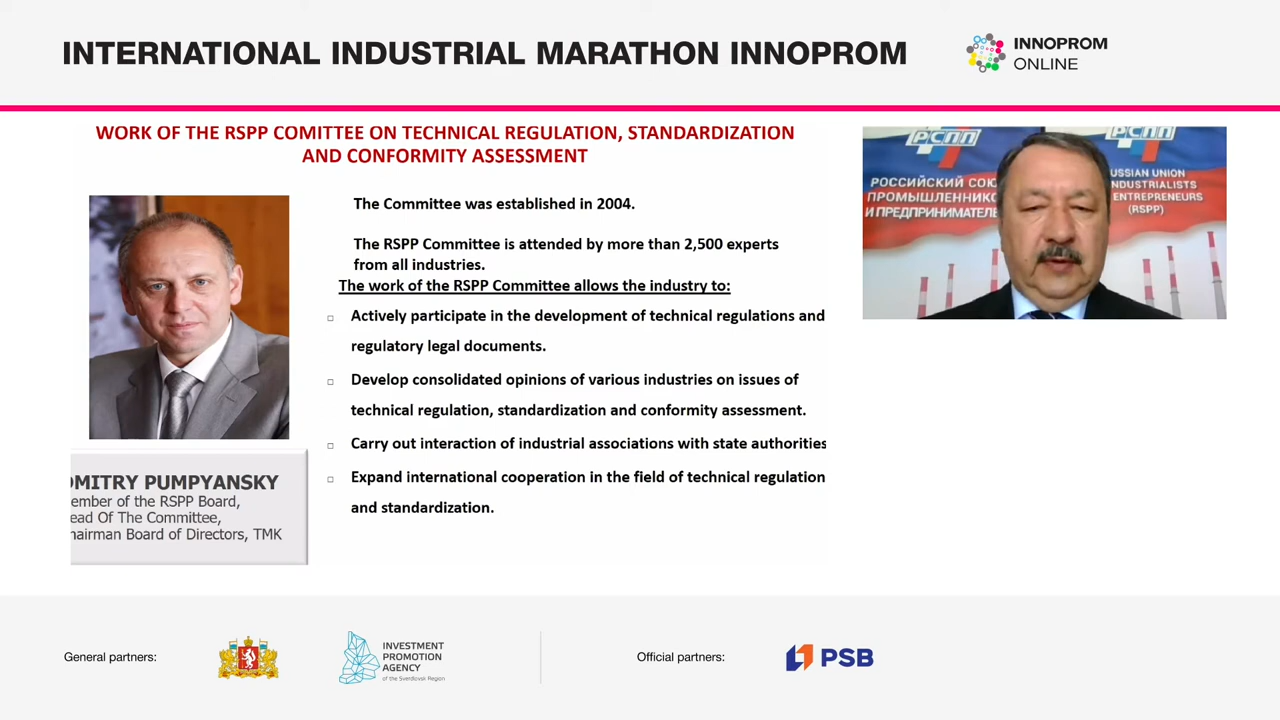 INTERNATIONAL INDUSTRIAL MARATHON INNOPROM
INNOPROM
ONLINE
WORK OF THE RSPP COMITTEE ON TECHNICAL REGULATION, STANDARDIZATION
AND CONFORMITY ASSESSMENT
The Committee was established in 2004.
The RSPP Committee is attended by more than 2,500 experts
from all industries.
The work of the RSPP Committee allows the industry to:
Actively participate in the development of technical regulations and
regulatory legal documents.
Develop consolidated opinions of various industries on issues of
technical regulation, standardization and conformity assessment.
Carry out interaction of industrial associations with state authorities
Expand international cooperation in the field of technical regulation
and standardization.
OMITRY PUMPYANSKY
ember of the RSPP Board,
ead Of The Committee,
hairman Board of Directors, TMK
РСПП
РСПП
РОССИЙСКИЙ СОЮ
ПРОМЫШЛЕННИКО
И ПРЕДПРИНИМАТЕЛЕ
USSIAN UNION
INDUSTRIALISTS
ENTREPRENEURS
(RSPP)
General partners:
INVESTMENT
PROMOTION
AGENCY
of the Sverdlovsk Region
Official partners:
PSB